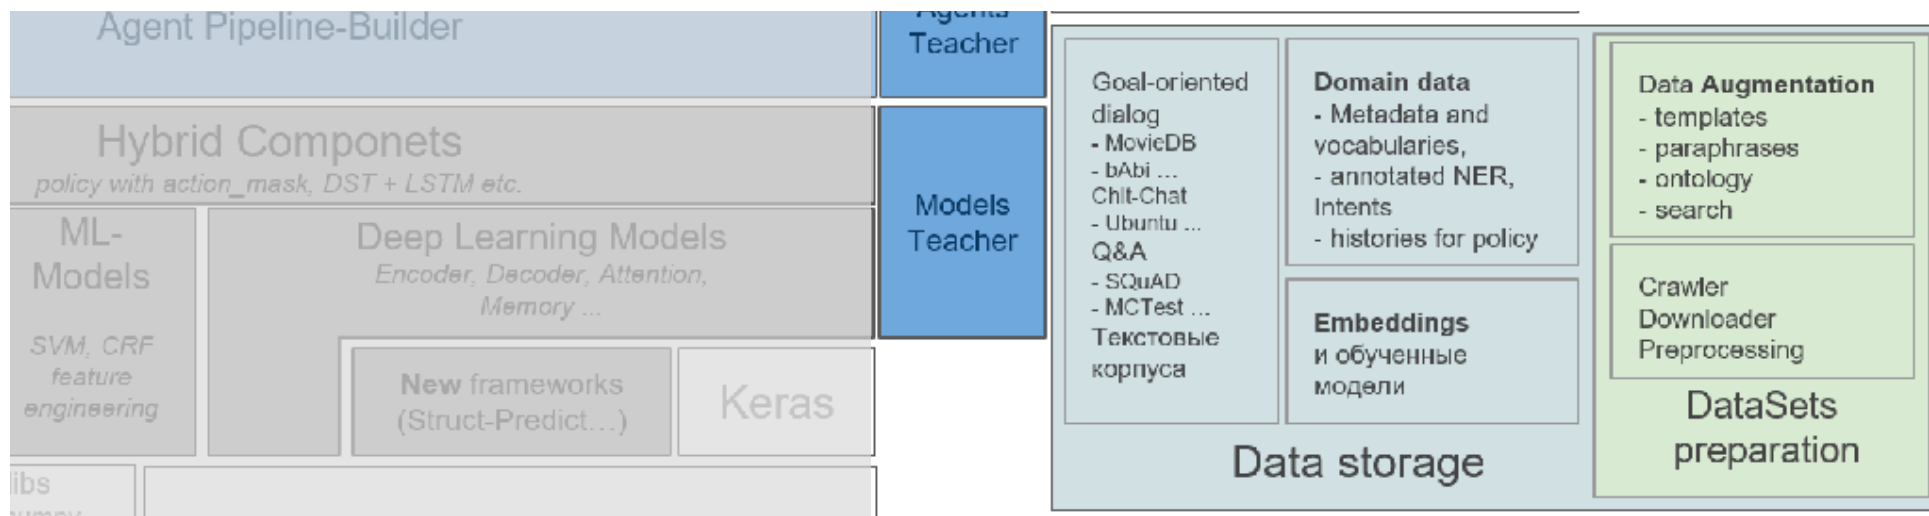 Agent Pipeline-Builder
Agents
Teacher
Hybrid Componets
policy with action_mask, DST + LSTM etc.
ML-
Models
SVM, CRF
feature
engineering
Deep Learning Models
Encoder, Decoder, Attention,
Memory ...
New frameworks
(Struct-Predict...)
Keras
libs
numpy
Models
Teacher
Goal-oriented
dialog
- MovieDB
- bAbi ...
ChIt-Chat
- Ubuntu ...
Q&A
- SQuAD
- MCTest ...
Текстовые
корпуса
Domain data
- Metadata and
vocabularies,
- annotated NER,
Intents
- histories for policy
Embeddings
и обученные
модели
Data storage
Data Augmentation
- templates
- paraphrases
- ontology
- search
Crawler
Downloader
Preprocessing
DataSets
preparation